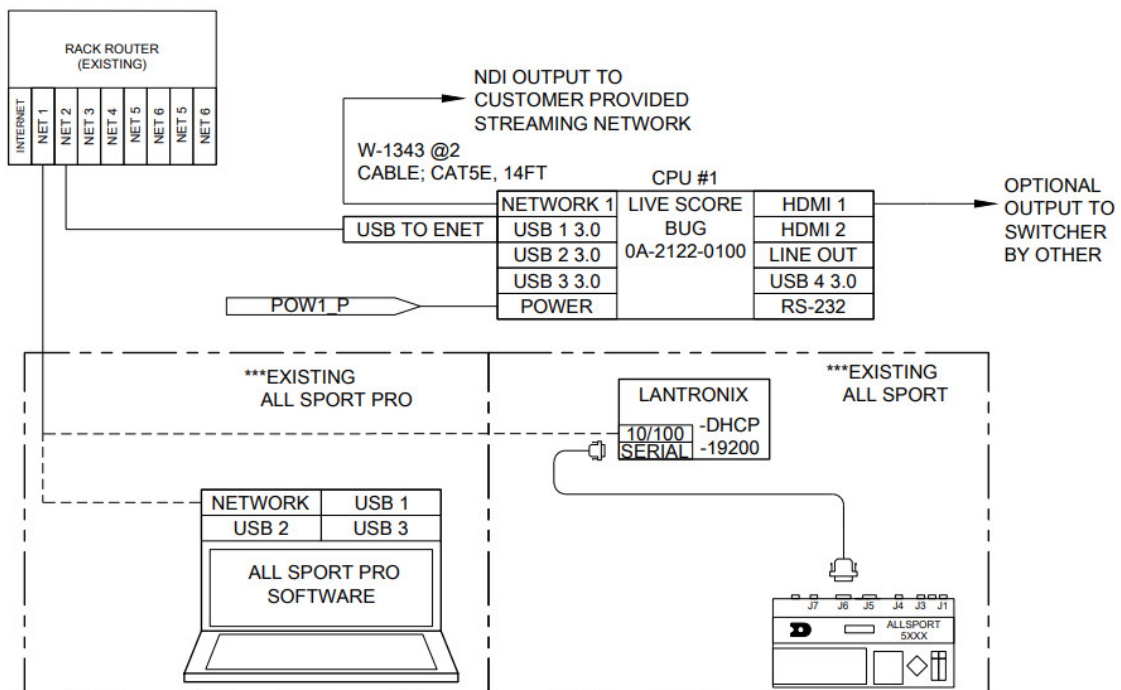 RACK ROUTER
(EXISTING)
INTERNET
NET 1
NET 2
NET 3
NET 4
NET 5
NET 6
NET 5
NET 6
NDI OUTPUT TO
CUSTOMER PROVIDED
STREAMING NETWORK
W-1343 @2
CABLE; CAT5E, 14FT
CPU #1
NETWORK 1
LIVE SCORE
HDMI 1
USB TO ENET
USB 1 3.0
BUG
HDMI 2
USB 2 3.0
0A-2122-0100
LINE OUT
USB 3 3.0
USB 4 3.0
POWER
RS-232
OPTIONAL
OUTPUT TO
SWITCHER
BY OTHER
POW1_P
***EXISTING
ALL SPORT PRO
***EXISTING
ALL SPORT
LANTRONIX
10/100
-DHCP
SERIAL
-19200
NETWORK
USB 1
USB 2
USB 3
ALL SPORT PRO
SOFTWARE
J7
J6
J5
J4
J3
J1
ALLSPORT
5XXX